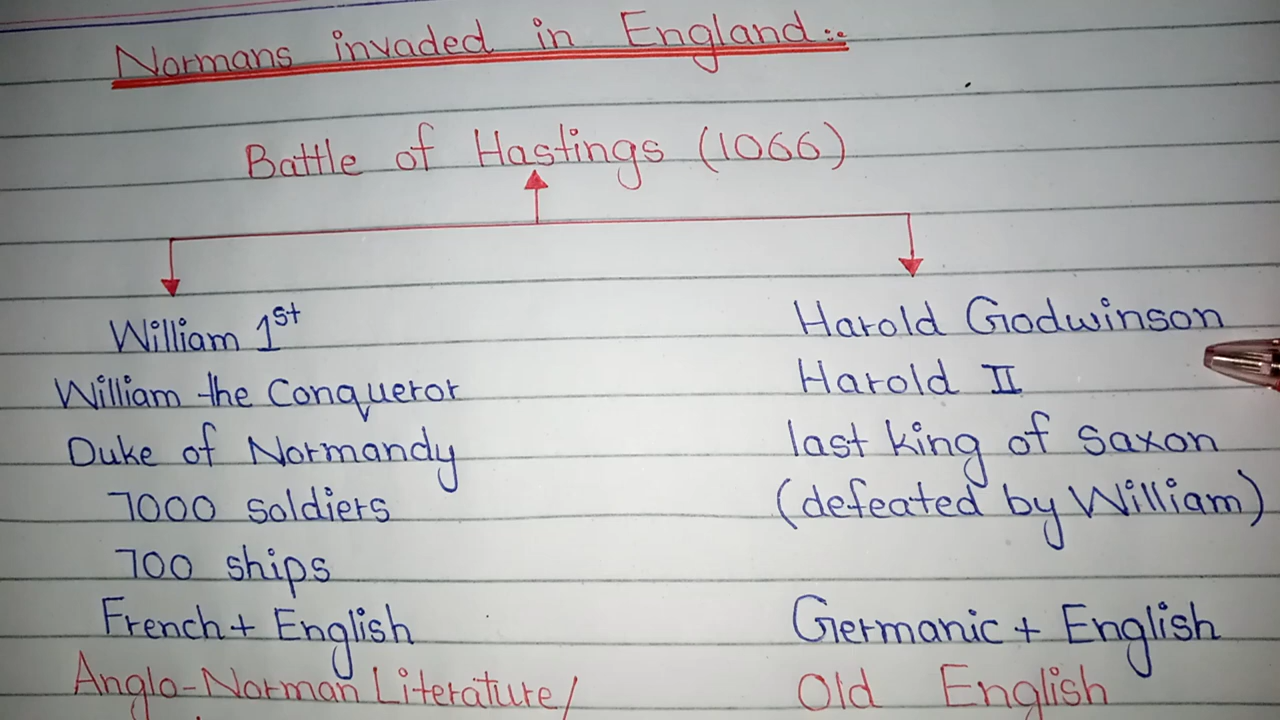 Normans invaded in England:-
Battle of Hastings (1066)
William 1st
William the Conqueror
Duke of Normandy
7000 soldiers
700 ships
French + English
Anglo-Norman Literature/
Harold Godwinson
Harold II
last king of Saxon
(defeated by William)
Germanic + English
Old English